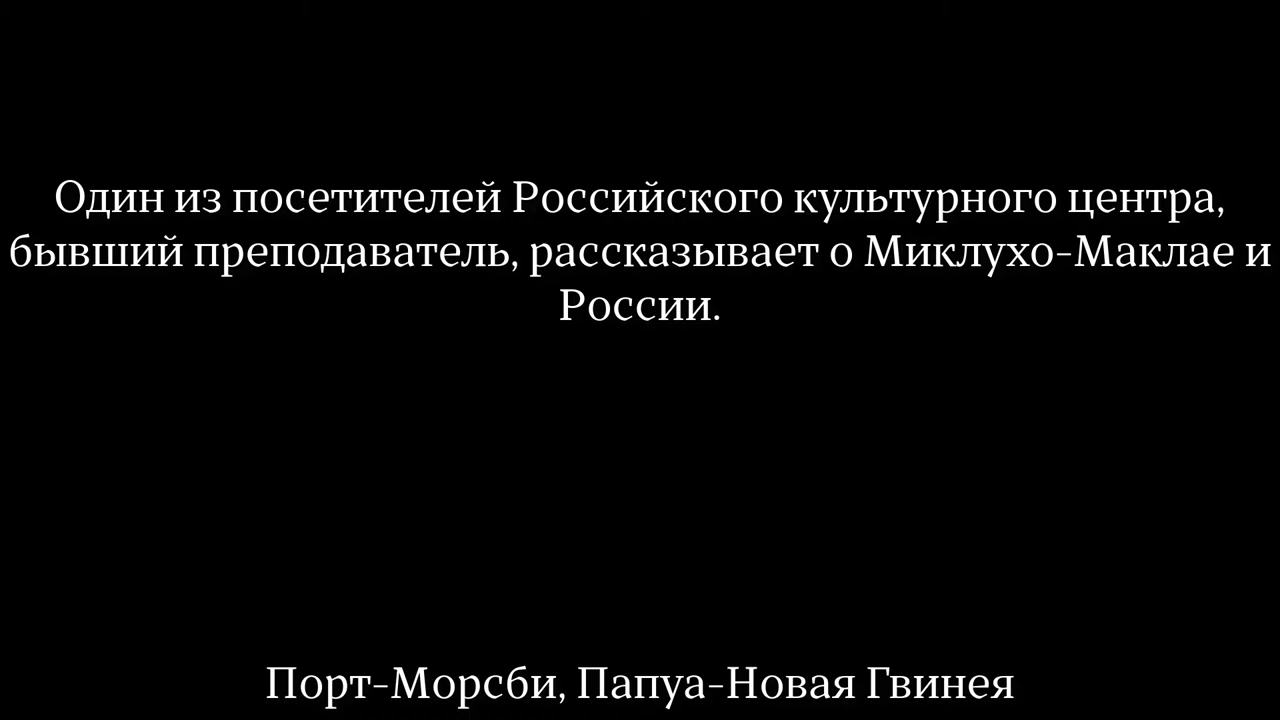 Один из посетителей Российского культурного центра,
бывший преподаватель, рассказывает о Миклухо-Маклае и
России.
Порт-Морсби, Папуа-Новая Гвинея